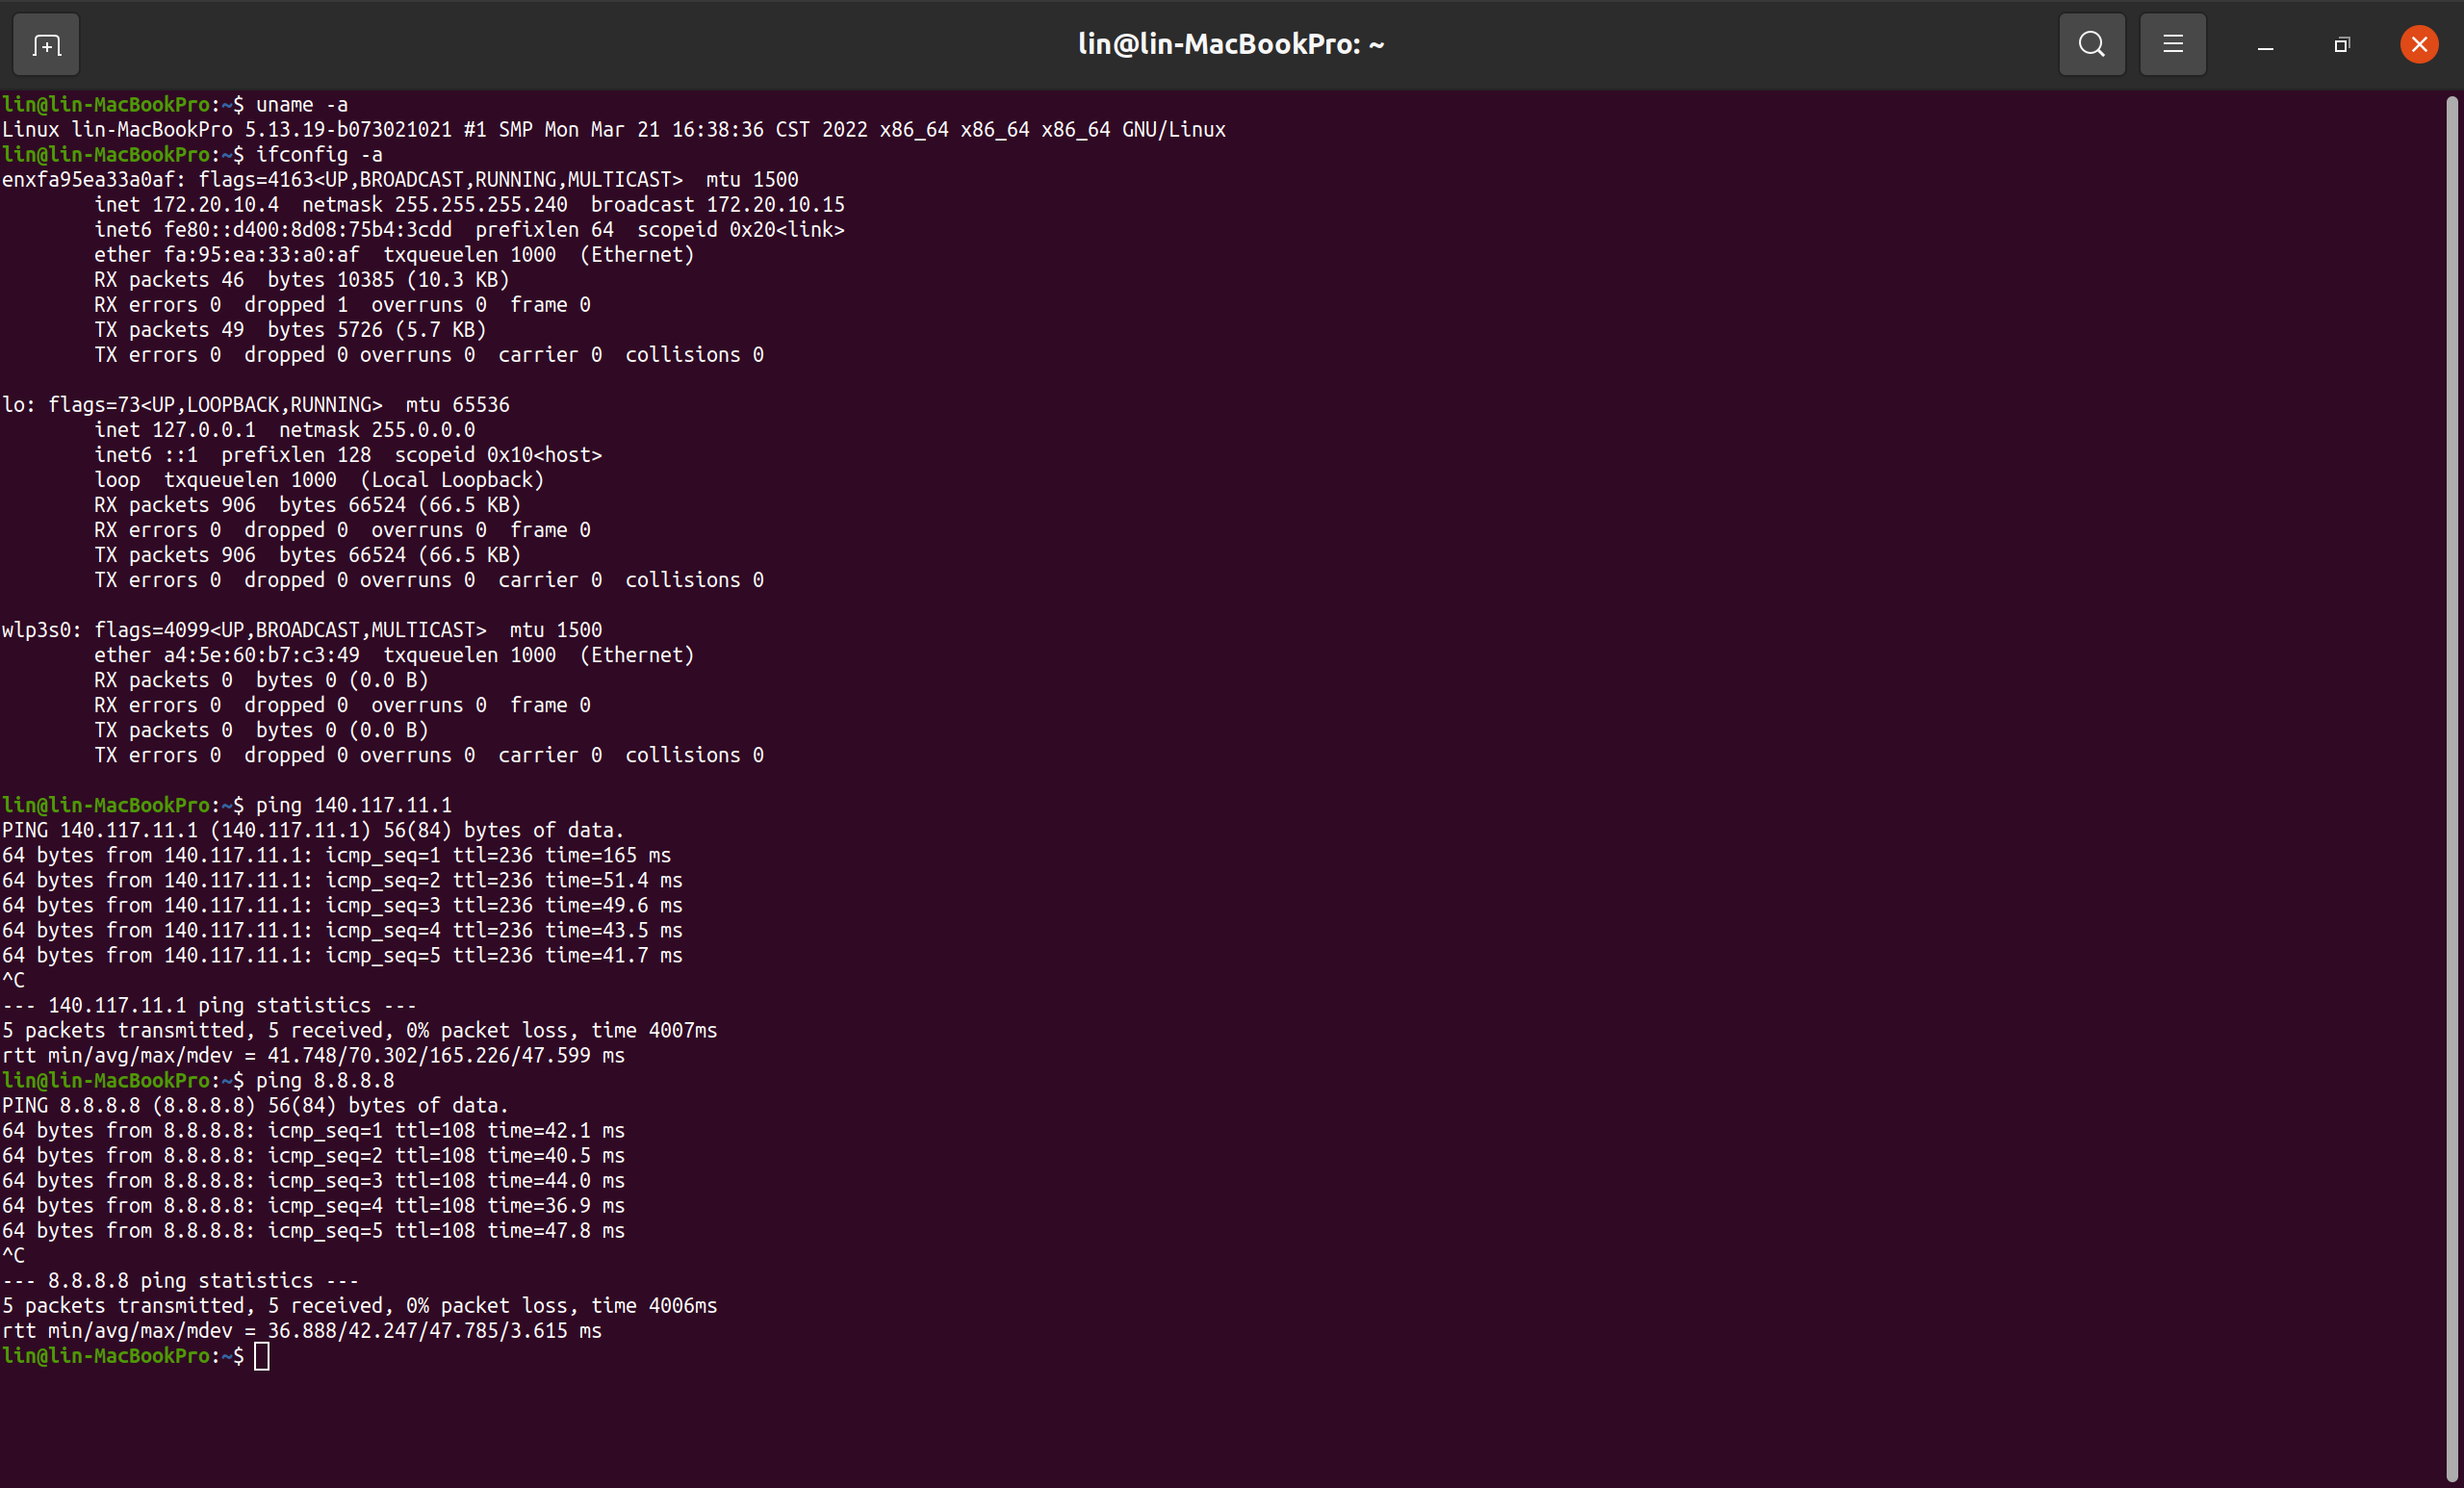 lin@lin-MacBookPro: ~
lin@lin-MacBookPro:~$ uname -a
Linux lin-MacBookPro 5.13.19-b073021021 #1 SMP Mon Mar 21 16:38:36 CST 2022 x86_64 x86_64 x86_64 GNU/Linux
lin@lin-MacBookPro:~$ ifconfig -a
enxfa95ea33a0af: flags=4163<UP,BROADCAST,RUNNING,MULTICAST>  mtu 1500
        inet 172.20.10.4  netmask 255.255.255.240  broadcast 172.20.10.15
        inet6 fe80::d400:8d08:75b4:3cdd  prefixlen 64  scopeid 0x20<link>
        ether fa:95:ea:33:a0:af  txqueuelen 1000  (Ethernet)
        RX packets 46  bytes 10385 (10.3 KB)
        RX errors 0  dropped 1  overruns 0  frame 0
        TX packets 49  bytes 5726 (5.7 KB)
        TX errors 0  dropped 0 overruns 0  carrier 0  collisions 0

lo: flags=73<UP,LOOPBACK,RUNNING>  mtu 65536
        inet 127.0.0.1  netmask 255.0.0.0
        inet6 ::1  prefixlen 128  scopeid 0x10<host>
        loop  txqueuelen 1000  (Local Loopback)
        RX packets 906  bytes 66524 (66.5 KB)
        RX errors 0  dropped 0  overruns 0  frame 0
        TX packets 906  bytes 66524 (66.5 KB)
        TX errors 0  dropped 0 overruns 0  carrier 0  collisions 0

wlp3s0: flags=4099<UP,BROADCAST,MULTICAST>  mtu 1500
        ether a4:5e:60:b7:c3:49  txqueuelen 1000  (Ethernet)
        RX packets 0  bytes 0 (0.0 B)
        RX errors 0  dropped 0  overruns 0  frame 0
        TX packets 0  bytes 0 (0.0 B)
        TX errors 0  dropped 0 overruns 0  carrier 0  collisions 0

lin@lin-MacBookPro:~$ ping 140.117.11.1
PING 140.117.11.1 (140.117.11.1) 56(84) bytes of data.
64 bytes from 140.117.11.1: icmp_seq=1 ttl=236 time=165 ms
64 bytes from 140.117.11.1: icmp_seq=2 ttl=236 time=51.4 ms
64 bytes from 140.117.11.1: icmp_seq=3 ttl=236 time=49.6 ms
64 bytes from 140.117.11.1: icmp_seq=4 ttl=236 time=43.5 ms
64 bytes from 140.117.11.1: icmp_seq=5 ttl=236 time=41.7 ms
^C
--- 140.117.11.1 ping statistics ---
5 packets transmitted, 5 received, 0% packet loss, time 4007ms
rtt min/avg/max/mdev = 41.748/70.302/165.226/47.599 ms
lin@lin-MacBookPro:~$ ping 8.8.8.8
PING 8.8.8.8 (8.8.8.8) 56(84) bytes of data.
64 bytes from 8.8.8.8: icmp_seq=1 ttl=108 time=42.1 ms
64 bytes from 8.8.8.8: icmp_seq=2 ttl=108 time=40.5 ms
64 bytes from 8.8.8.8: icmp_seq=3 ttl=108 time=44.0 ms
64 bytes from 8.8.8.8: icmp_seq=4 ttl=108 time=36.9 ms
64 bytes from 8.8.8.8: icmp_seq=5 ttl=108 time=47.8 ms
^C
--- 8.8.8.8 ping statistics ---
5 packets transmitted, 5 received, 0% packet loss, time 4006ms
rtt min/avg/max/mdev = 36.888/42.247/47.785/3.615 ms
lin@lin-MacBookPro:~$